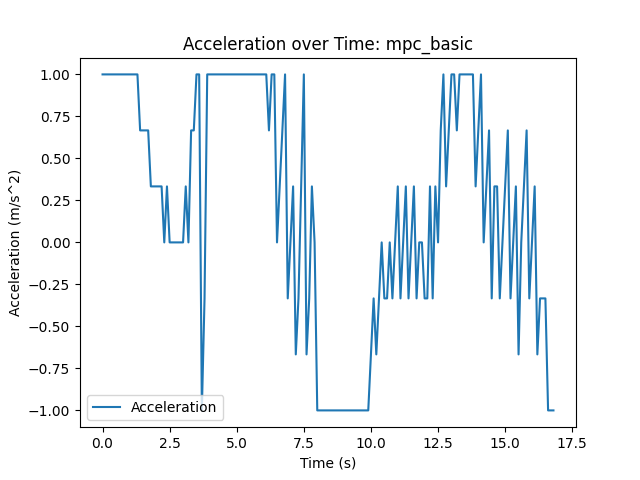 Acceleration over Time: mpc_basic
Acceleration (m/s^2)
1.00
0.75
0.50
0.25
0.00
−0.25
−0.50
−0.75
−1.00
Acceleration
0.0 2.5 5.0 7.5 10.0 12.5 15.0 17.5
Time (s)